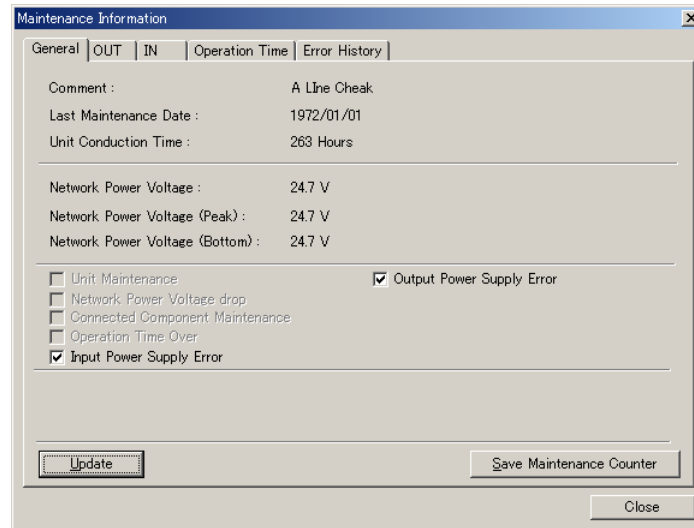 Maintenance Information
General OUT IN Operation Time Error History
Comment : A LIne Cheak
Last Maintenance Date : 1972/01/01
Unit Conduction Time : 263 Hours
Network Power Voltage : 24.7 V
Network Power Voltage (Peak) : 24.7 V
Network Power Voltage (Bottom) : 24.7 V
Unit Maintenance Output Power Supply Error
Network Power Voltage drop
Connected Component Maintenance
Operation Time Over
Input Power Supply Error
Update Save Maintenance Counter
Close